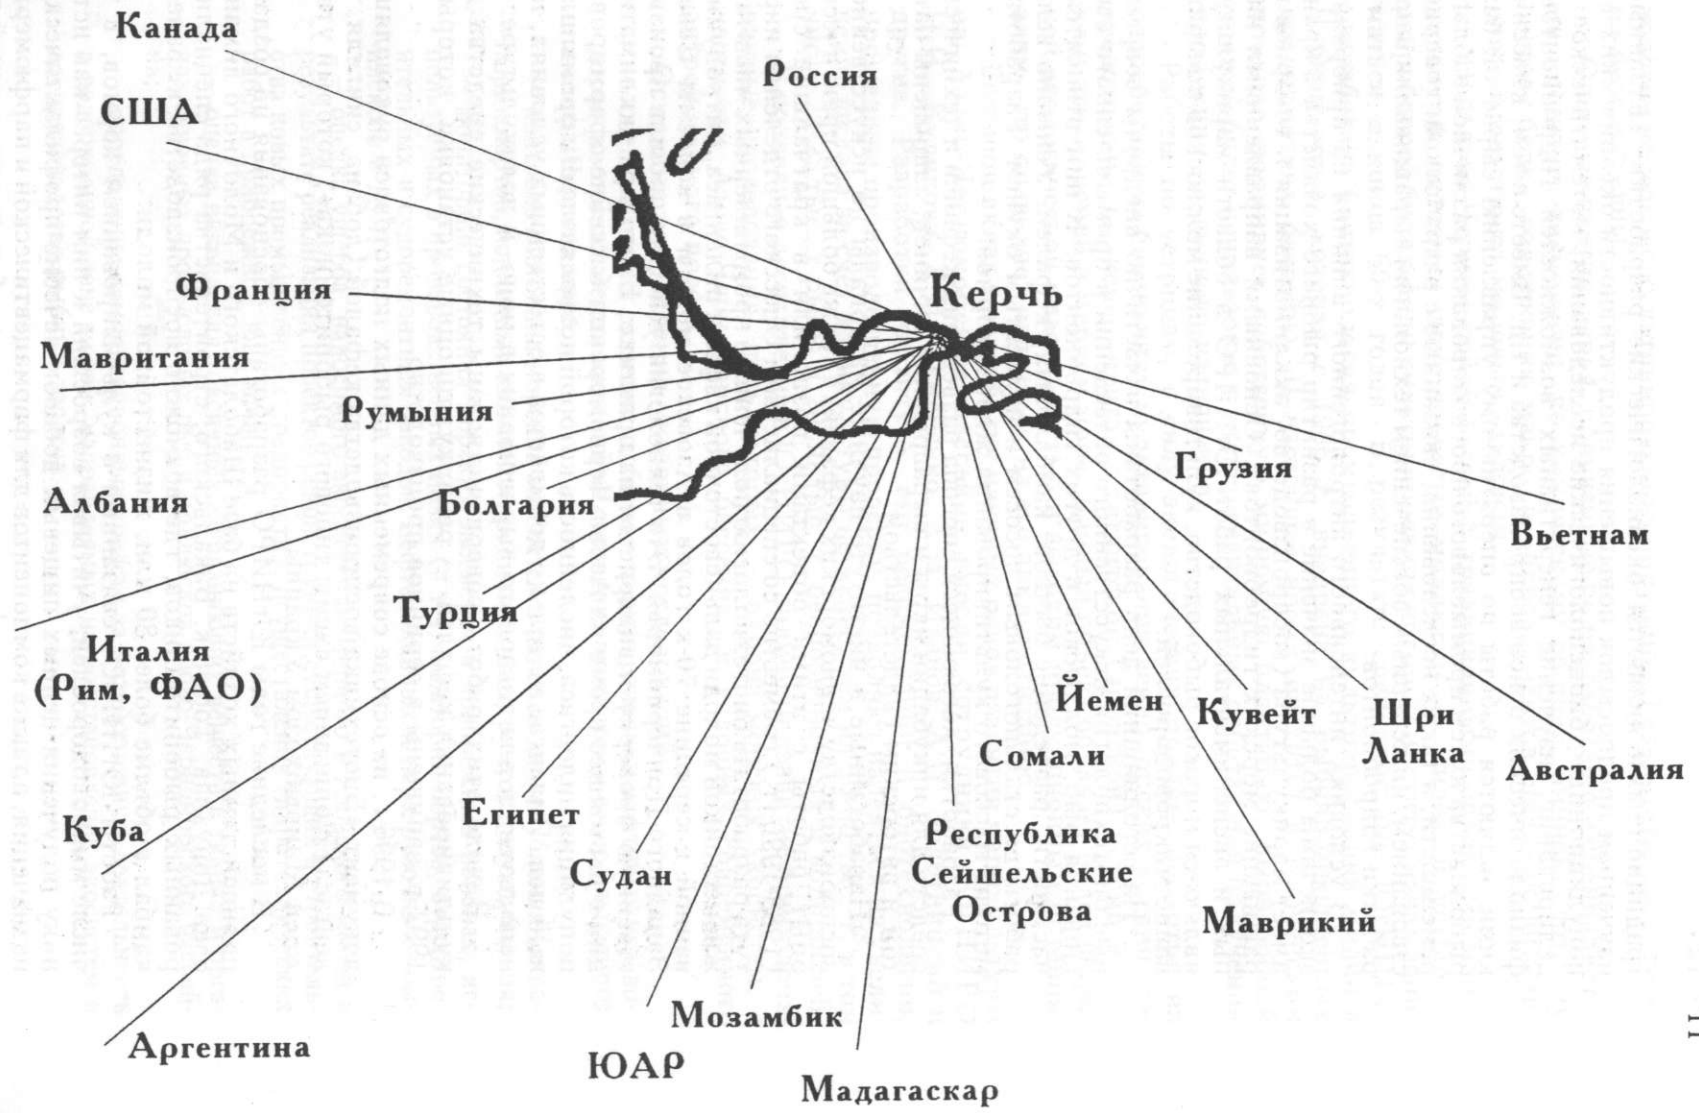 Канада
Россия
США
Керчь
Франция
Мавритания
Румыния
Грузия
Албания
Болгария
Вьетнам
Турция
Италия
(Рим, ФАО)
Йемен
Кувейт
Шри
Ланка
Сомали
Австралия
Куба
Египет
Судан
Республика
Сейшельские
Острова
Маврикий
Мозамбик
Аргентина
ЮАР
Мадагаскар
11